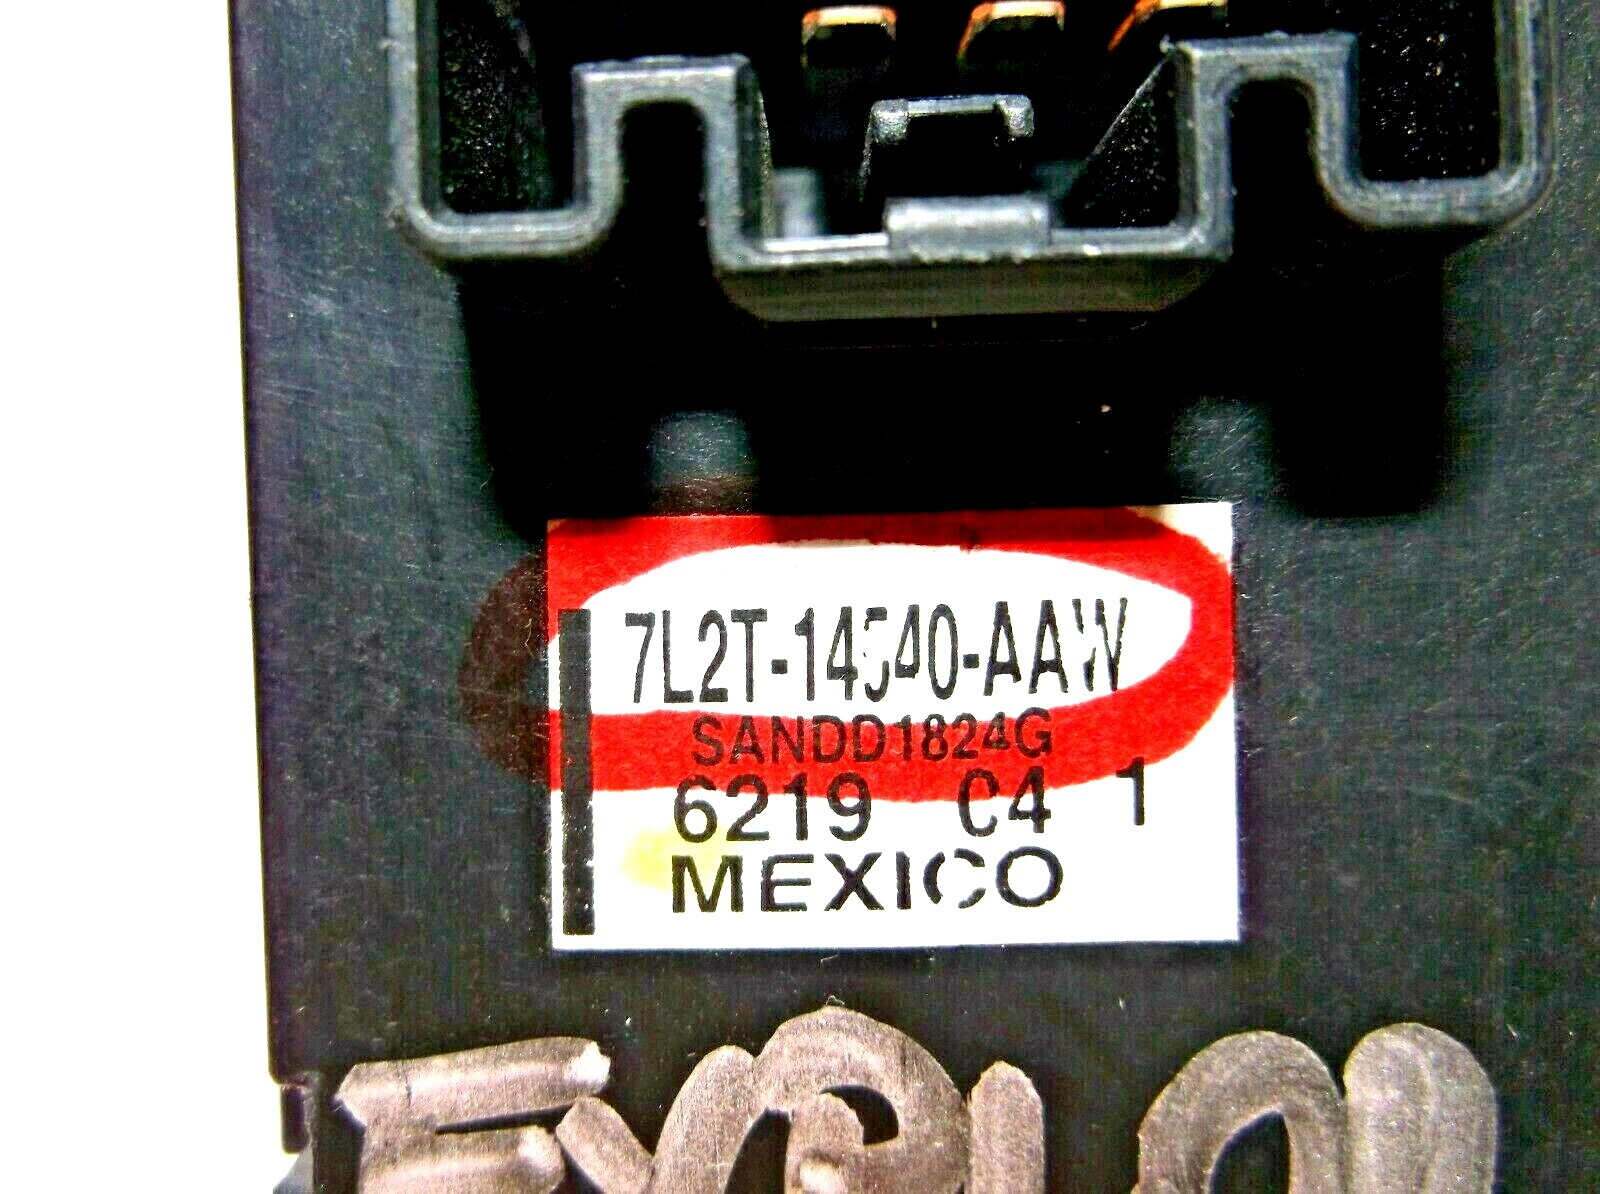 7L2T-14540-AAW
SANDD1824G
6219 C4 1
MEXICO